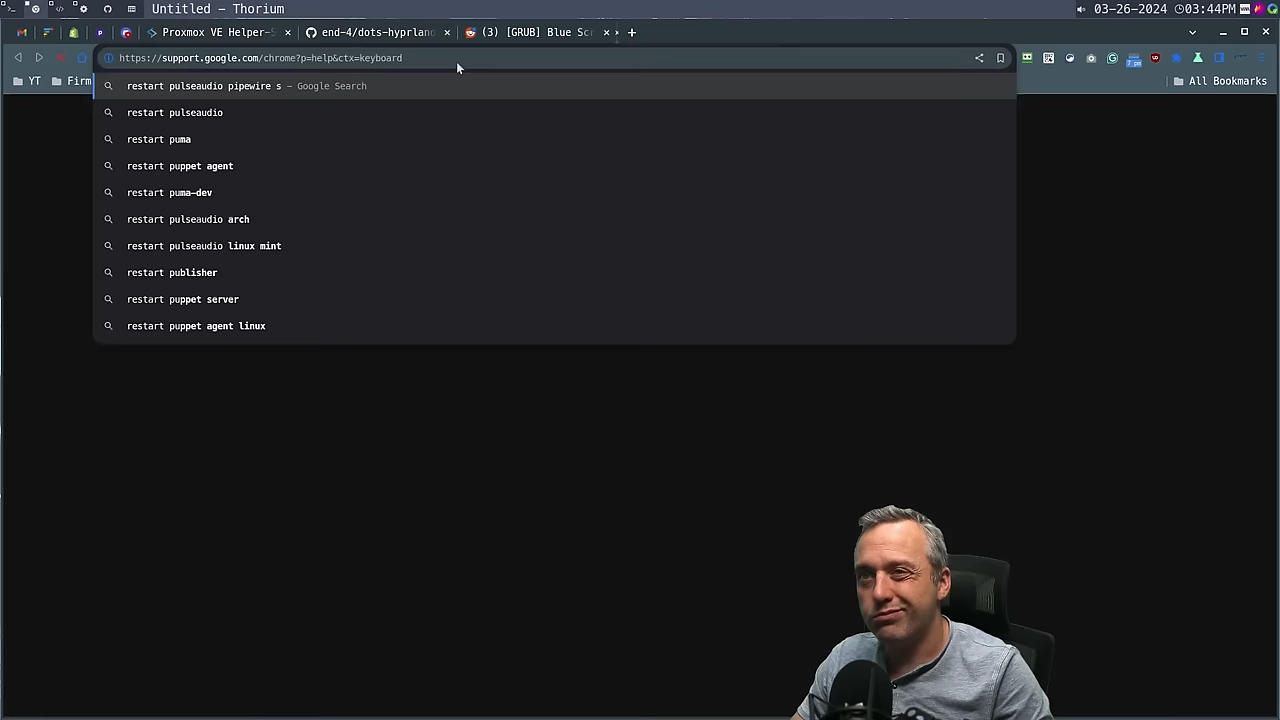 Untitled - Thorium
03-26-2024 03:44PM
Proxmox VE Helper-S
end-4/dots-hyprland
(3) [GRUB] Blue Scr
https://support.google.com/chrome?p=help&ctx=keyboard
YT
Firm
All Bookmarks
7 pm
restart pulseaudio pipewire s - Google Search
restart pulseaudio
restart puma
restart puppet agent
restart puma-dev
restart pulseaudio arch
restart pulseaudio linux mint
restart publisher
restart puppet server
restart puppet agent linux